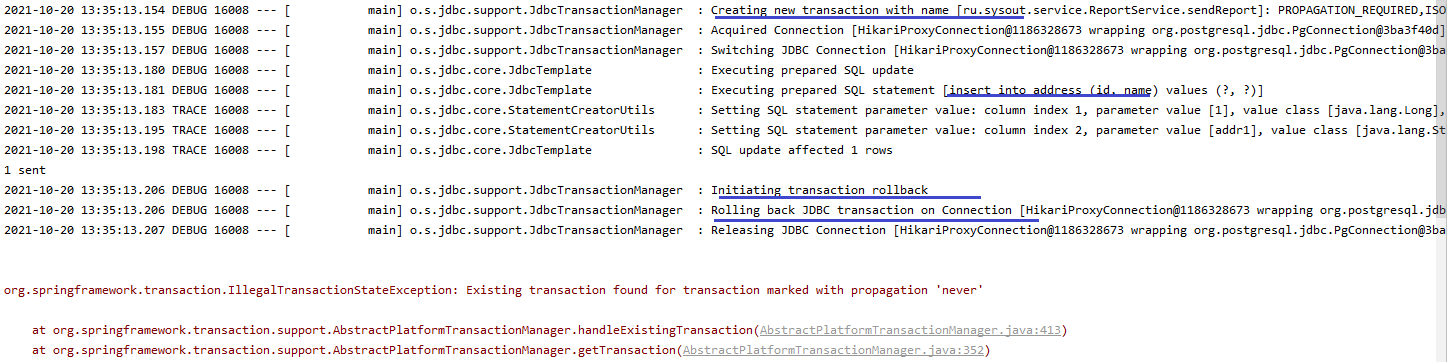 2021-10-20 13:35:13.154 DEBUG 16008 --- [           main] o.s.jdbc.support.JdbcTransactionManager  : Creating new transaction with name [ru.sysout.service.ReportService.sendReport]: PROPAGATION_REQUIRED,ISO
2021-10-20 13:35:13.155 DEBUG 16008 --- [           main] o.s.jdbc.support.JdbcTransactionManager  : Acquired Connection [HikariProxyConnection@1186328673 wrapping org.postgresql.jdbc.PgConnection@3ba3f40d]
2021-10-20 13:35:13.157 DEBUG 16008 --- [           main] o.s.jdbc.support.JdbcTransactionManager  : Switching JDBC Connection [HikariProxyConnection@1186328673 wrapping org.postgresql.jdbc.PgConnection@3ba
2021-10-20 13:35:13.180 DEBUG 16008 --- [           main] o.s.jdbc.core.JdbcTemplate               : Executing prepared SQL update
2021-10-20 13:35:13.181 DEBUG 16008 --- [           main] o.s.jdbc.core.JdbcTemplate               : Executing prepared SQL statement [insert into address (id, name) values (?, ?)]
2021-10-20 13:35:13.183 TRACE 16008 --- [           main] o.s.jdbc.core.StatementCreatorUtils      : Setting SQL statement parameter value: column index 1, parameter value [1], value class [java.lang.Long],
2021-10-20 13:35:13.195 TRACE 16008 --- [           main] o.s.jdbc.core.StatementCreatorUtils      : Setting SQL statement parameter value: column index 2, parameter value [addr1], value class [java.lang.St
2021-10-20 13:35:13.198 TRACE 16008 --- [           main] o.s.jdbc.core.JdbcTemplate               : SQL update affected 1 rows
1 sent
2021-10-20 13:35:13.206 DEBUG 16008 --- [           main] o.s.jdbc.support.JdbcTransactionManager  : Initiating transaction rollback
2021-10-20 13:35:13.206 DEBUG 16008 --- [           main] o.s.jdbc.support.JdbcTransactionManager  : Rolling back JDBC transaction on Connection [HikariProxyConnection@1186328673 wrapping org.postgresql.jdb
2021-10-20 13:35:13.207 DEBUG 16008 --- [           main] o.s.jdbc.support.JdbcTransactionManager  : Releasing JDBC Connection [HikariProxyConnection@1186328673 wrapping org.postgresql.jdbc.PgConnection@3ba
org.springframework.transaction.IllegalTransactionStateException: Existing transaction found for transaction marked with propagation 'never'
at org.springframework.transaction.support.AbstractPlatformTransactionManager.handleExistingTransaction(AbstractPlatformTransactionManager.java:413)
at org.springframework.transaction.support.AbstractPlatformTransactionManager.getTransaction(AbstractPlatformTransactionManager.java:352)